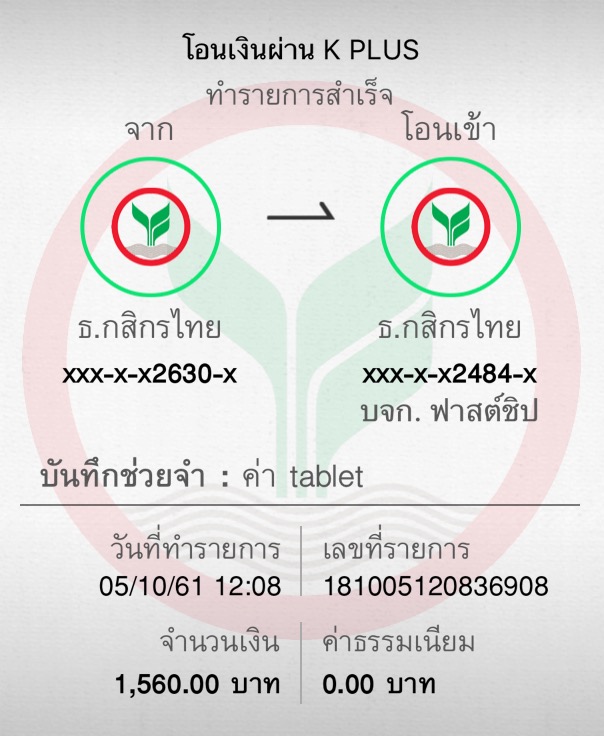 โอนเงินผ่าน K PLUS
ทำรายการสำเร็จ
จาก
โอนเข้า
ธ.กสิกรไทย
ธ.กสิกรไทย
xxx-x-x2630-x
xxx-x-x2484-x
บจก. ฟาสต์ชิป
บันทึกช่วยจำ : ค่า tablet
วันที่ทำรายการ
เลขที่รายการ
05/10/61 12:08
181005120836908
จำนวนเงิน
ค่าธรรมเนียม
1,560.00 บาท
0.00 บาท